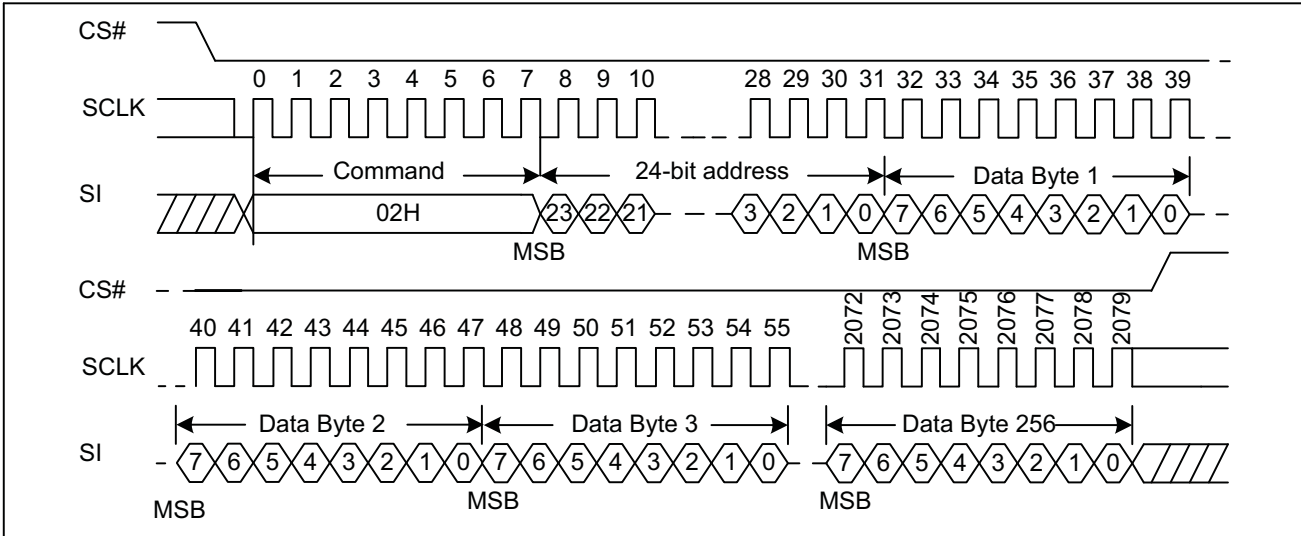 CS#
0 1 2 3 4 5 6 7 8 9 10 28 29 30 31 32 33 34 35 36 37 38 39
SCLK
Command 24-bit address Data Byte 1
SI
02H 23 22 21 3 2 1 0 7 6 5 4 3 2 1 0
MSB MSB
CS#
40 41 42 43 44 45 46 47 48 49 50 51 52 53 54 55 2072 2073 2074 2075 2076 2077 2078 2079
SCLK
Data Byte 2 Data Byte 3 Data Byte 256
SI
7 6 5 4 3 2 1 0 7 6 5 4 3 2 1 0 7 6 5 4 3 2 1 0
MSB MSB MSB